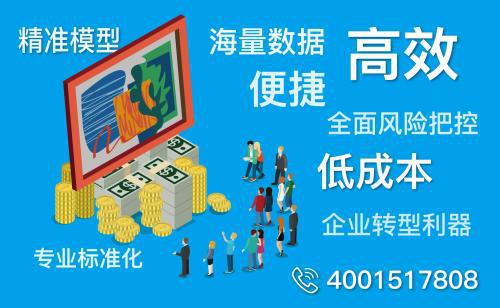 精准模型
海量数据
高效
便捷
全面风险把控
低成本
企业转型利器
专业标准化
4001517808